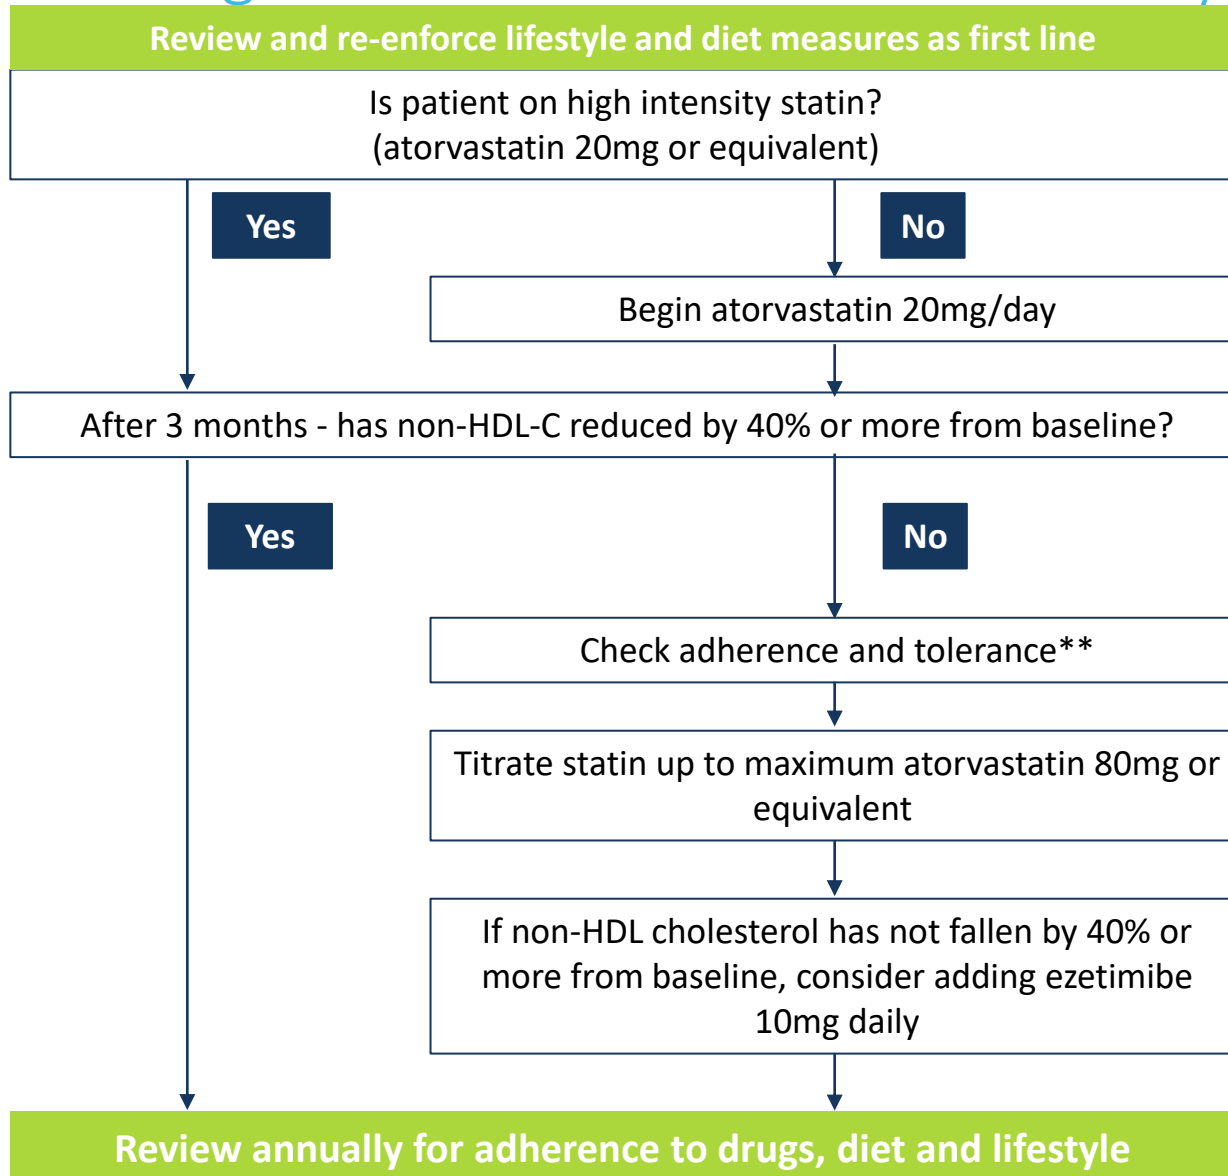 Review and re-enforce lifestyle and diet measures as first line
Is patient on high intensity statin?
(atorvastatin 20mg or equivalent)
Yes
No
Begin atorvastatin 20mg/day
After 3 months - has non-HDL-C reduced by 40% or more from baseline?
Yes
No
Check adherence and tolerance**
Titrate statin up to maximum atorvastatin 80mg or
equivalent
If non-HDL cholesterol has not fallen by 40% or
more from baseline, consider adding ezetimibe
10mg daily
Review annually for adherence to drugs, diet and lifestyle